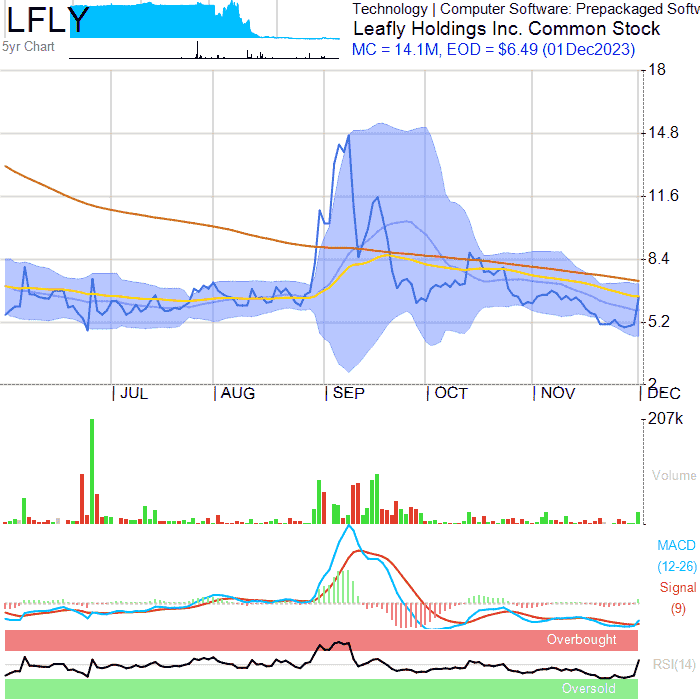 LFLY
5yr Chart
Technology | Computer Software: Prepackaged Softw
Leafly Holdings Inc. Common Stock
MC = 14.1M, EOD = $6.49 (01Dec2023)
18
14.8
11.6
8.4
5.2
2
JUL
AUG
SEP
OCT
NOV
DEC
207k
Volume
MACD
(12-26)
Signal
(9)
Overbought
RSI(14)
Oversold